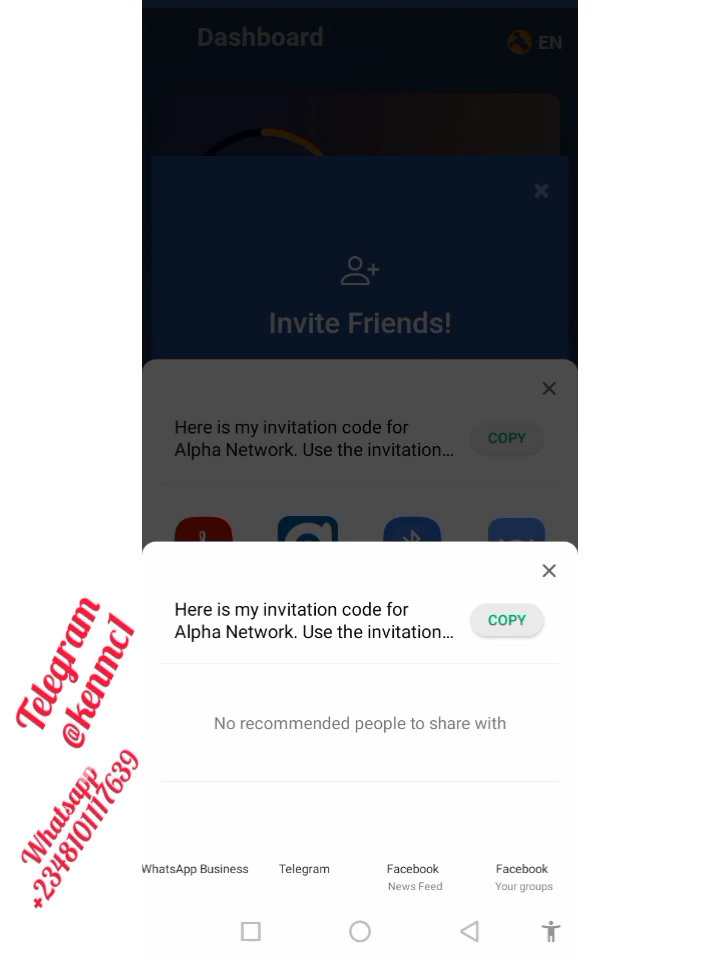 Dashboard
EN
Invite Friends!
Here is my invitation code for
Alpha Network. Use the invitation...
COPY
Here is my invitation code for
Alpha Network. Use the invitation...
COPY
No recommended people to share with
WhatsApp Business
Telegram
Facebook
News Feed
Facebook
Your groups
Telegram
@kenmc1
Whatsapp
+2348101117639